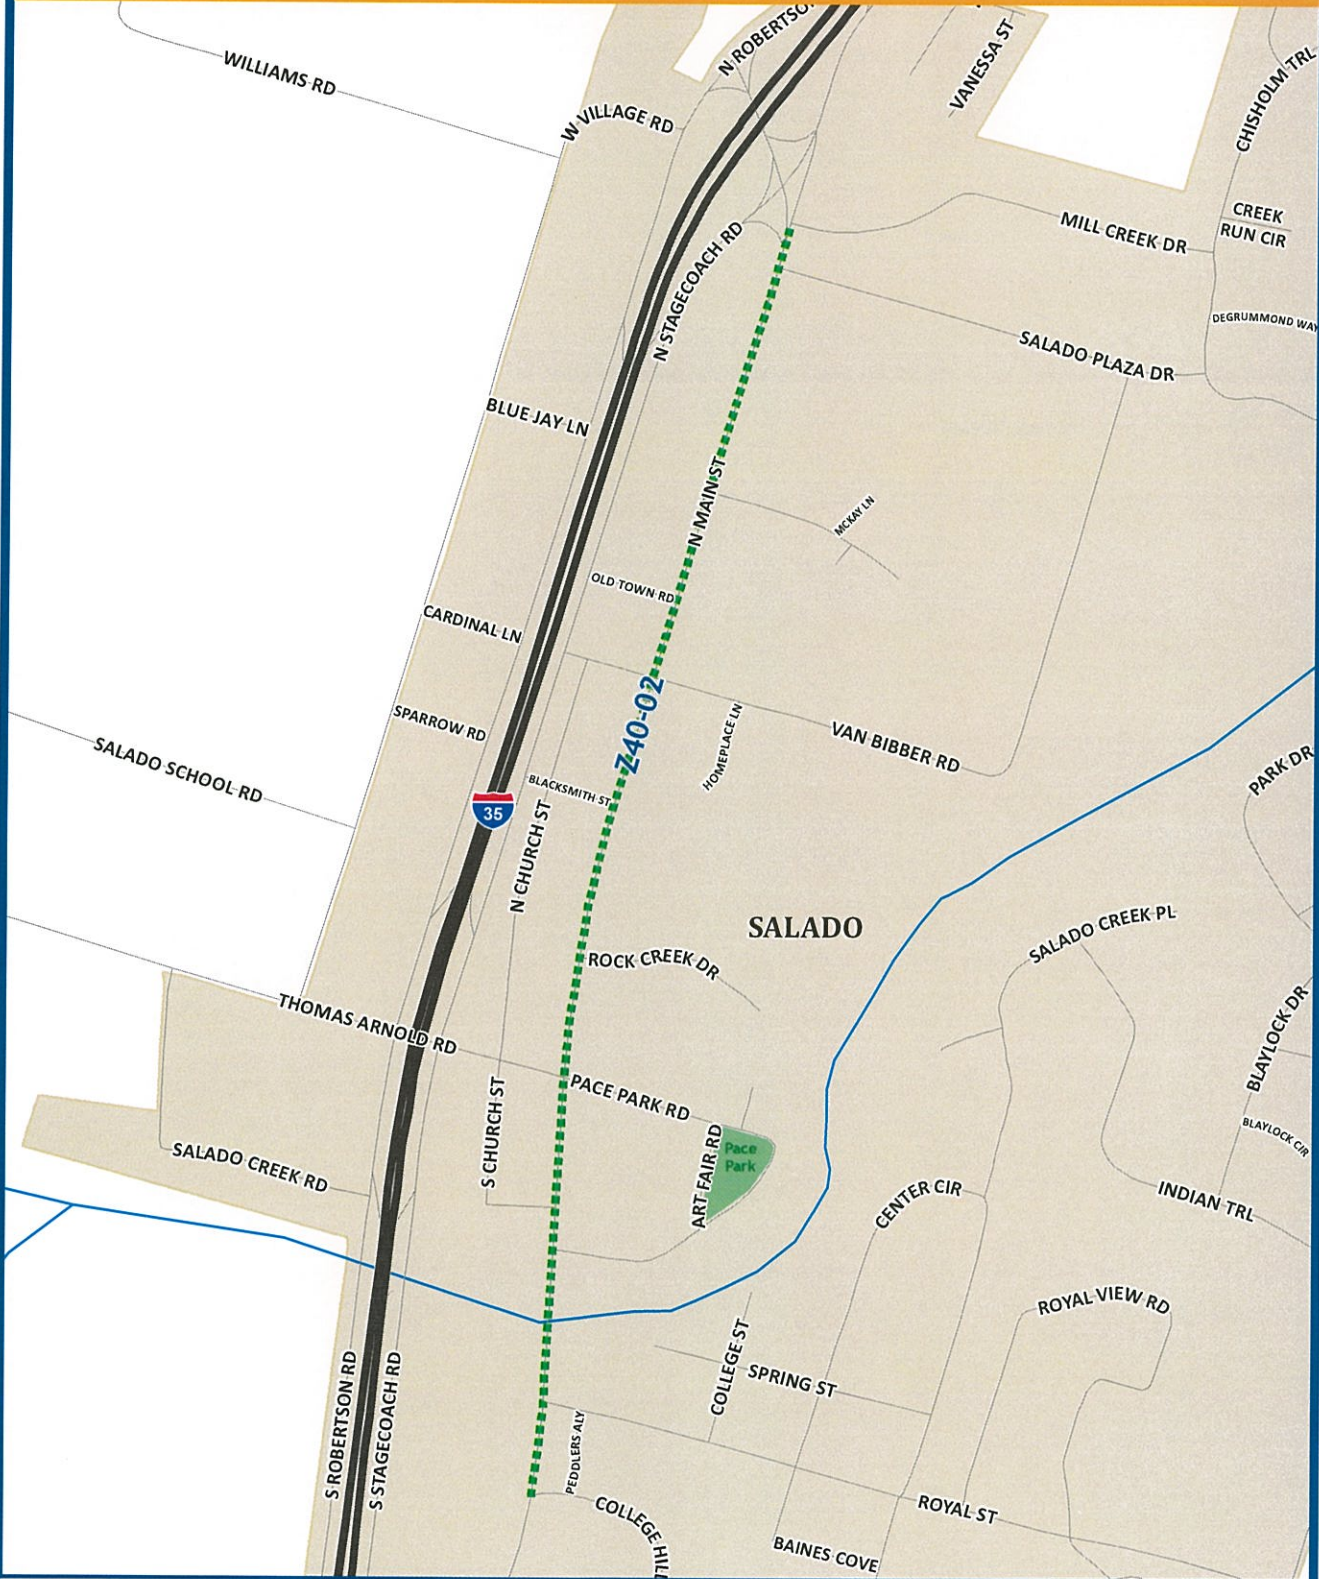 N ROBERTSO
VANESSA ST
CHISHOLM TRL
WILLIAMS RD
W VILLAGE RD
CREEK
RUN CIR
MILL CREEK DR
N STAGECOACH RD
DEGRUMMOND WAY
SALADO PLAZA DR
BLUE JAY LN
N MAIN ST
MCKAY LN
OLD TOWN RD
CARDINAL LN
Z40-02
SPARROW RD
HOMEPLACE LN
VAN BIBBER RD
SALADO SCHOOL RD
PARK DR
BLACKSMITH ST
35
N CHURCH ST
SALADO
SALADO CREEK PL
ROCK CREEK DR
THOMAS ARNOLD RD
BLAYLOCK DR
PACE PARK RD
S CHURCH ST
ART FAIR RD
Pace
Park
BLAYLOCK CIR
SALADO CREEK RD
CENTER CIR
INDIAN TRL
ROYAL VIEW RD
COLLEGE ST
SPRING ST
S ROBERTSON RD
S STAGECOACH RD
PEDDLERS ALY
COLLEGE HILL
ROYAL ST
BAINES COVE